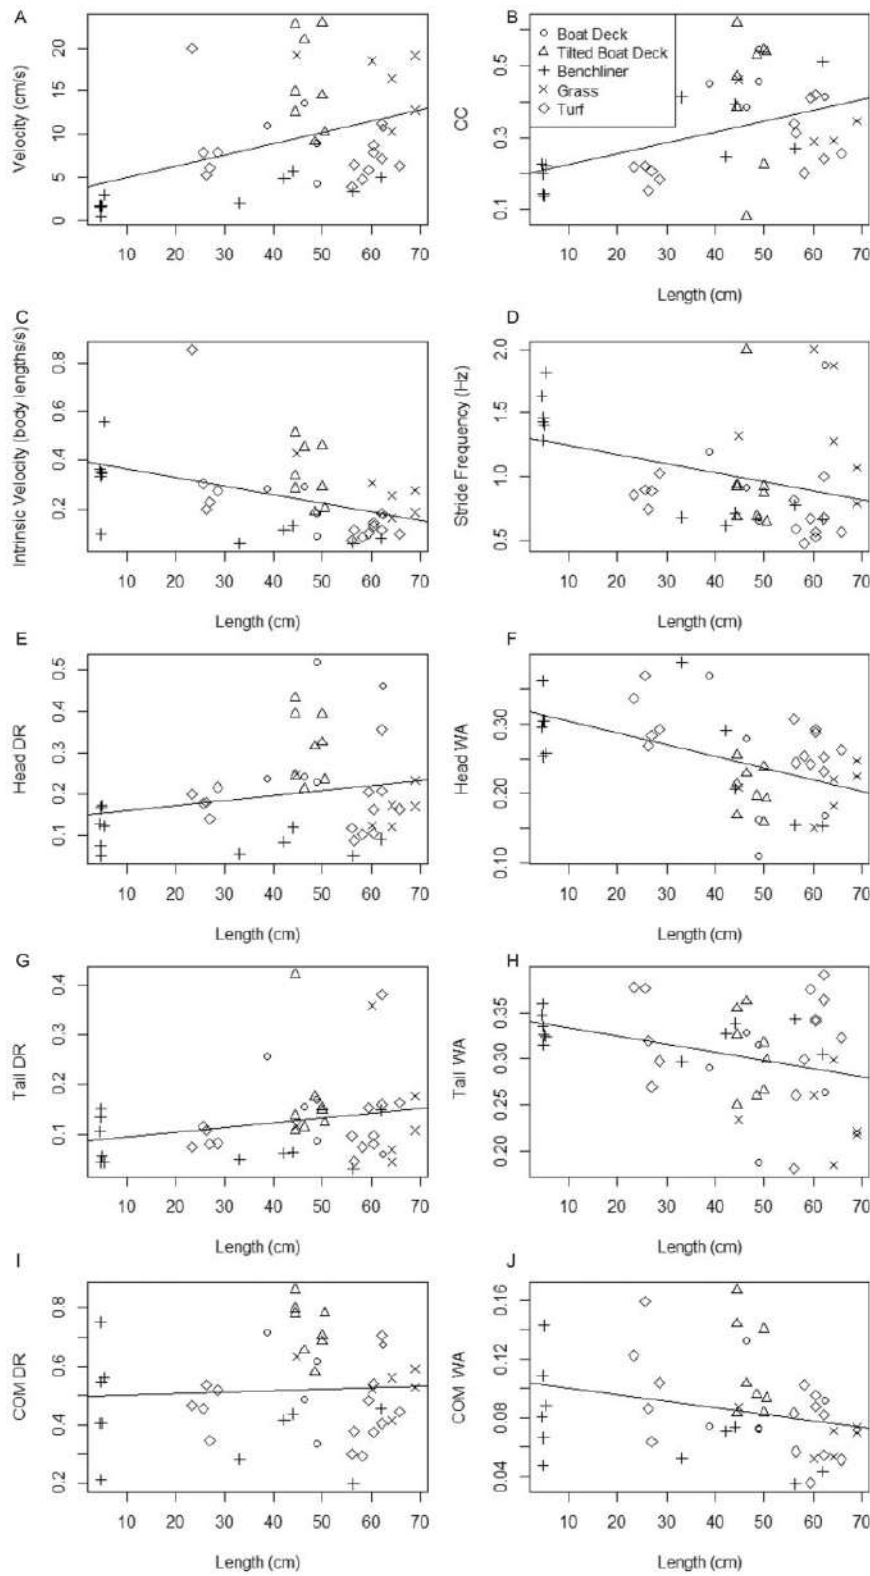 A
Velocity (cm/s)
0 5 10 15 20
10 20 30 40 50 60 70
Length (cm)
B
CC
0.1 0.3 0.5
Boat Deck
Tilted Boat Deck
Benchliner
Grass
Turf
10 20 30 40 50 60 70
Length (cm)
C
Intrinsic Velocity (body lengths/s)
0.2 0.4 0.6 0.8
10 20 30 40 50 60 70
Length (cm)
D
Stride Frequency (Hz)
0.5 1.0 1.5 2.0
10 20 30 40 50 60 70
Length (cm)
E
Head DR
0.1 0.2 0.3 0.4 0.5
10 20 30 40 50 60 70
Length (cm)
F
Head WA
0.10 0.20 0.30
10 20 30 40 50 60 70
Length (cm)
G
Tail DR
0.1 0.2 0.3 0.4
10 20 30 40 50 60 70
Length (cm)
H
Tail WA
0.20 0.25 0.30 0.35
10 20 30 40 50 60 70
Length (cm)
I
COM DR
0.2 0.4 0.6 0.8
10 20 30 40 50 60 70
Length (cm)
J
COM WA
0.04 0.08 0.12 0.16
10 20 30 40 50 60 70
Length (cm)